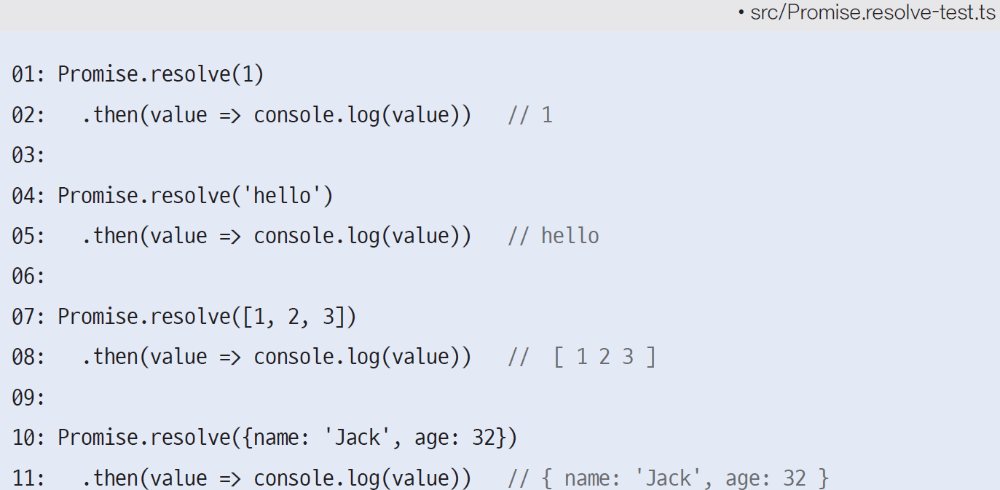 • src/Promise.resolve-test.ts
01: Promise.resolve(1)
02:   .then(value => console.log(value))   // 1
03:
04: Promise.resolve('hello')
05:   .then(value => console.log(value))   // hello
06:
07: Promise.resolve([1, 2, 3])
08:   .then(value => console.log(value))   //  [ 1 2 3 ]
09:
10: Promise.resolve({name: 'Jack', age: 32})
11:   .then(value => console.log(value))   // { name: 'Jack', age: 32 }